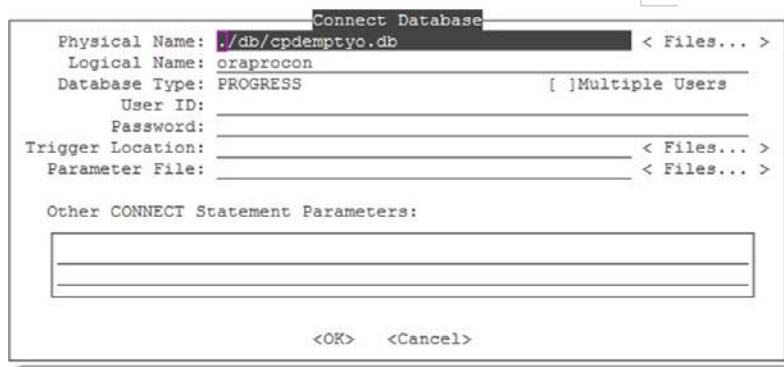 Connect Database
Physical Name: ./db/cpdemptyo.db < Files... >
Logical Name: oraprocon
Database Type: PROGRESS [ ]Multiple Users
User ID:
Password:
Trigger Location: < Files... >
Parameter File: < Files... >
Other CONNECT Statement Parameters:
<OK> <Cancel>